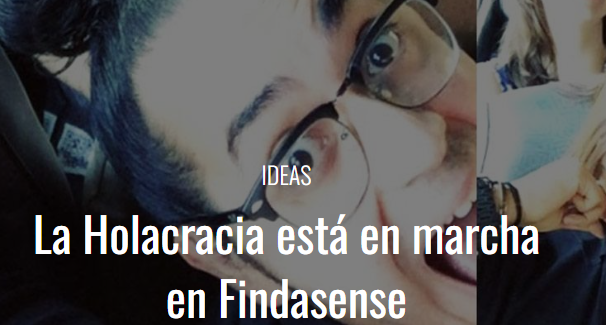 IDEAS
La Holacracia está en marcha
en Findasense